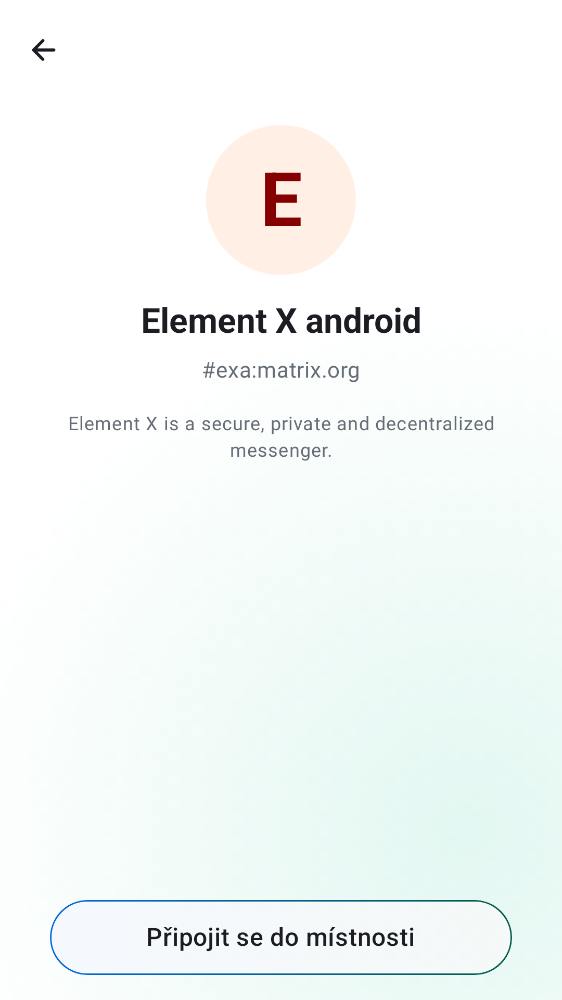 E
Element X android
#exa:matrix.org
Element X is a secure, private and decentralized
messenger.
Připojit se do místnosti